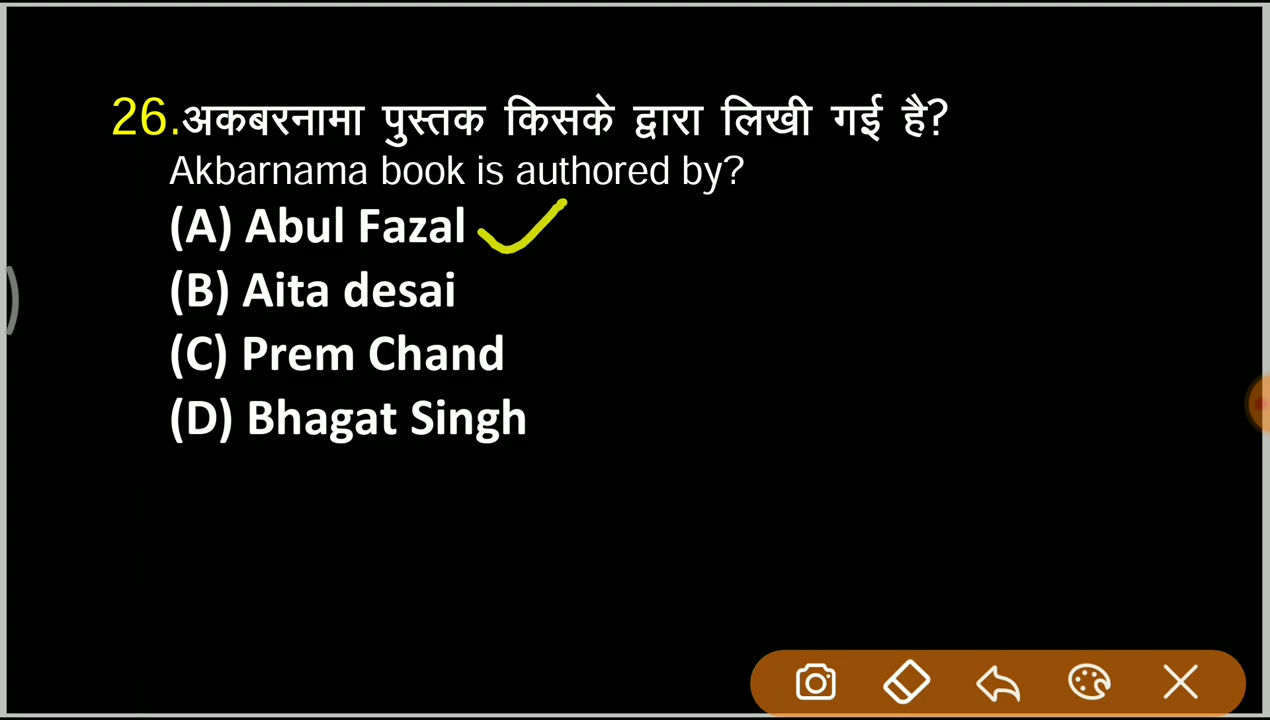 26.अकबरनामा पुस्तक किसके द्वारा लिखी गई है?
Akbarnama book is authored by?
(A) Abul Fazal
(B) Aita desai
(C) Prem Chand
(D) Bhagat Singh